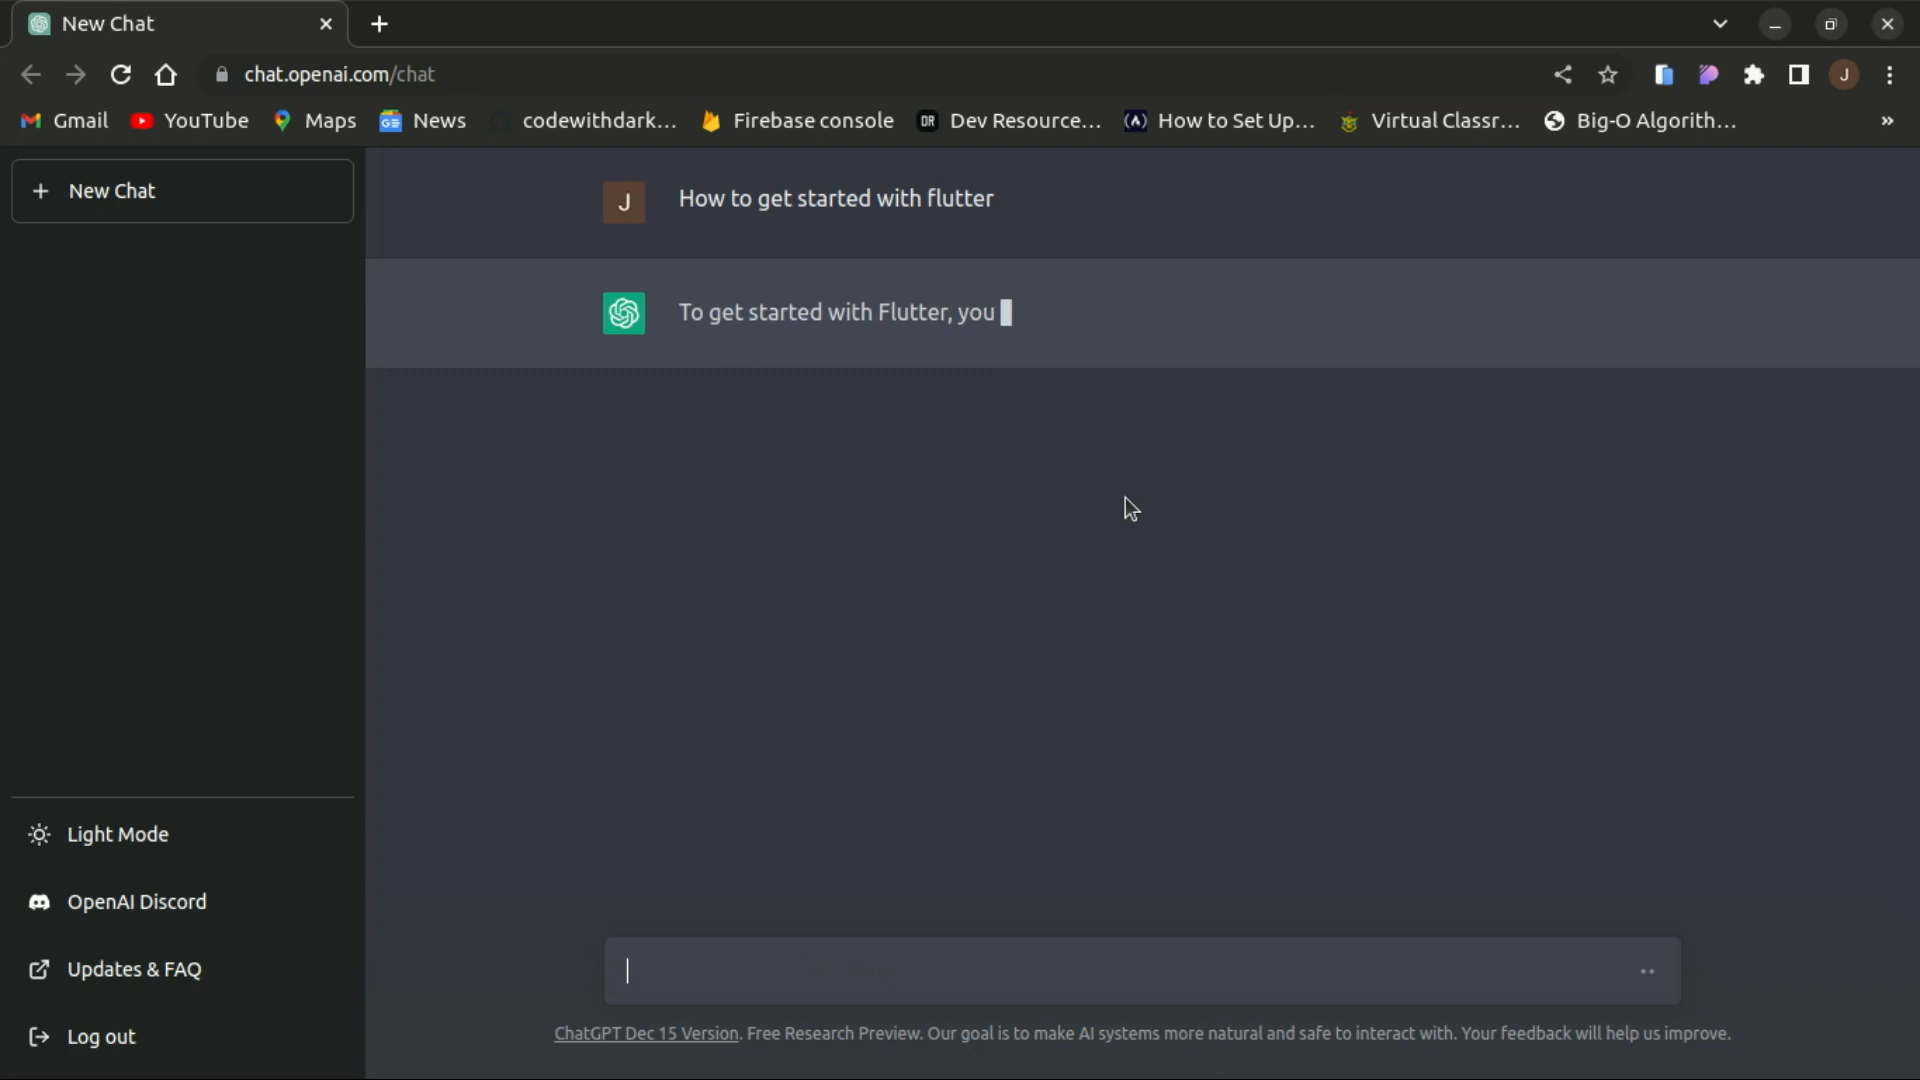 New Chat
chat.openai.com/chat
Gmail
YouTube
Maps
News
codewithdark...
Firebase console
DR
Dev Resource...
How to Set Up...
Virtual Classr...
Big-O Algorith...
J
New Chat
J
How to get started with flutter
To get started with Flutter, you
Light Mode
OpenAI Discord
Updates & FAQ
Log out
ChatGPT Dec 15 Version. Free Research Preview. Our goal is to make AI systems more natural and safe to interact with. Your feedback will help us improve.